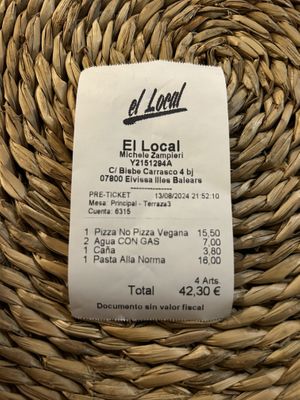 el Local
El Local
Michele Zampieri
Y2151294A
C/ Bisbe Carrasco 4 bj
07800 Eivissa Illes Balears
PRE-TICKET 13/08/2024 21:52:10
Mesa: Principal - Terraza3
Cuenta: 6315
1 Pizza No Pizza Vegana 15,50
2 Agua CON GAS 7,00
1 Caña 3,80
1 Pasta Alla Norma 16,00
4 Arts.
Total 42,30 €
Documento sin valor fiscal